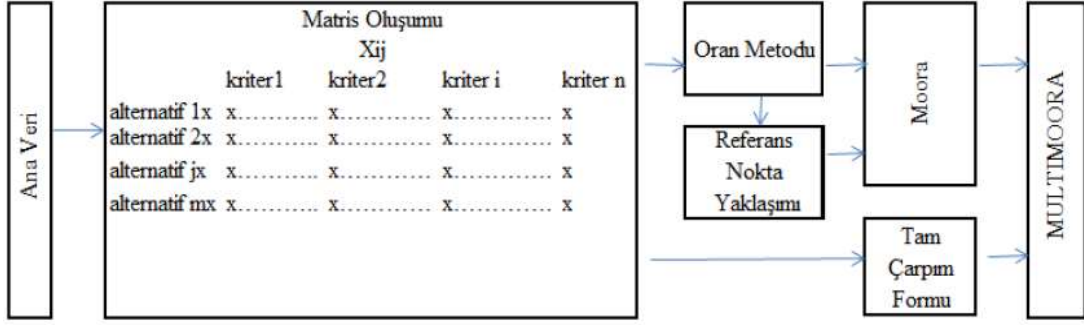 Ana Veri
Matris Oluşumu
Xij
kriter1 kriter2 kriter i kriter n
alternatif 1x x........... x............ x............. x
alternatif 2x x........... x............ x............. x
alternatif jx x........... x............ x............. x
alternatif mx x........... x............ x............. x
Oran Metodu
Referans
Nokta
Yaklaşımı
Moora
Tam
Çarpım
Formu
MULTIMOORA